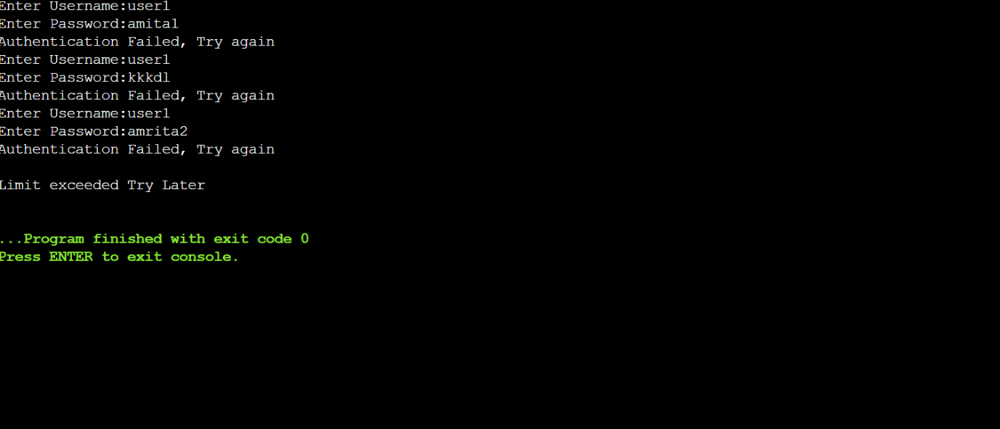 Enter Username:user1
Enter Password:amita1
Authentication Failed, Try again
Enter Username:user1
Enter Password:kkkdl
Authentication Failed, Try again
Enter Username:user1
Enter Password:amrita2
Authentication Failed, Try again
Limit exceeded Try Later
...Program finished with exit code 0
Press ENTER to exit console.